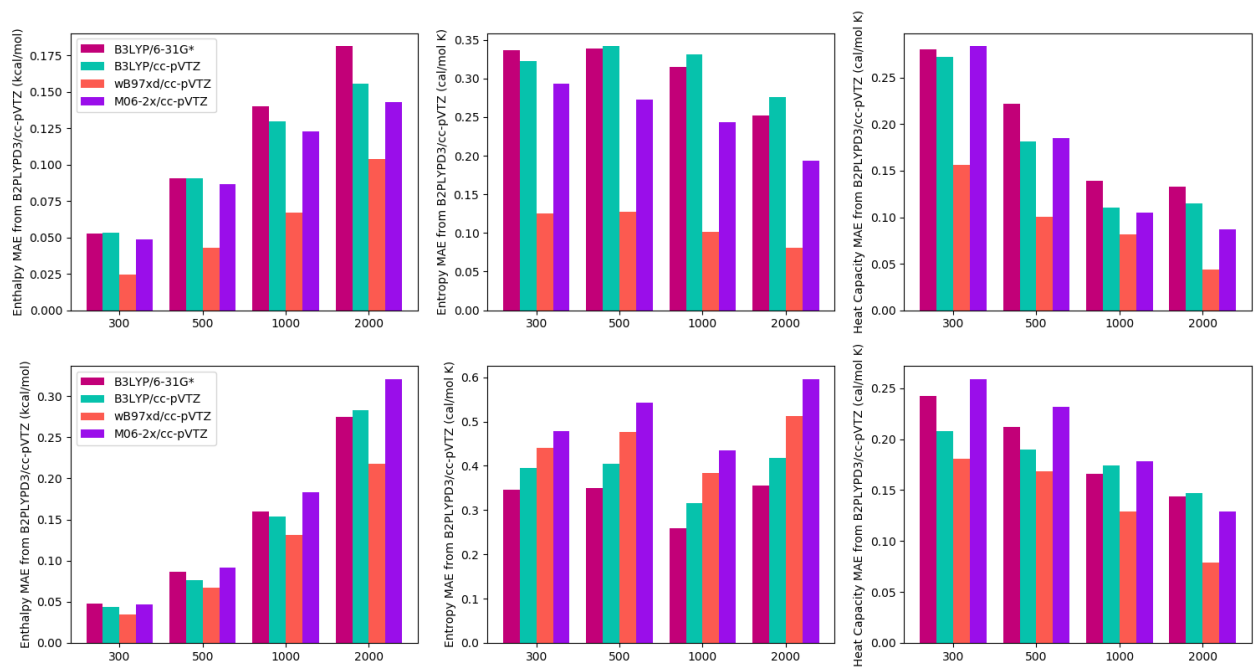 Enthalpy MAE from B2PLYPD3/cc-pVTZ (kcal/mol)
0.175
0.150
0.125
0.100
0.075
0.050
0.025
0.000
B3LYP/6-31G*
B3LYP/cc-pVTZ
wB97xd/cc-pVTZ
M06-2x/cc-pVTZ
300 500 1000 2000
Entropy MAE from B2PLYPD3/cc-pVTZ (cal/mol K)
0.35
0.30
0.25
0.20
0.15
0.10
0.05
0.00
300 500 1000 2000
Heat Capacity MAE from B2PLYPD3/cc-pVTZ (cal/mol K)
0.25
0.20
0.15
0.10
0.05
0.00
300 500 1000 2000
Enthalpy MAE from B2PLYPD3/cc-pVTZ (kcal/mol)
0.30
0.25
0.20
0.15
0.10
0.05
0.00
B3LYP/6-31G*
B3LYP/cc-pVTZ
wB97xd/cc-pVTZ
M06-2x/cc-pVTZ
300 500 1000 2000
Entropy MAE from B2PLYPD3/cc-pVTZ (cal/mol K)
0.6
0.5
0.4
0.3
0.2
0.1
0.0
300 500 1000 2000
Heat Capacity MAE from B2PLYPD3/cc-pVTZ (cal/mol K)
0.25
0.20
0.15
0.10
0.05
0.00
300 500 1000 2000